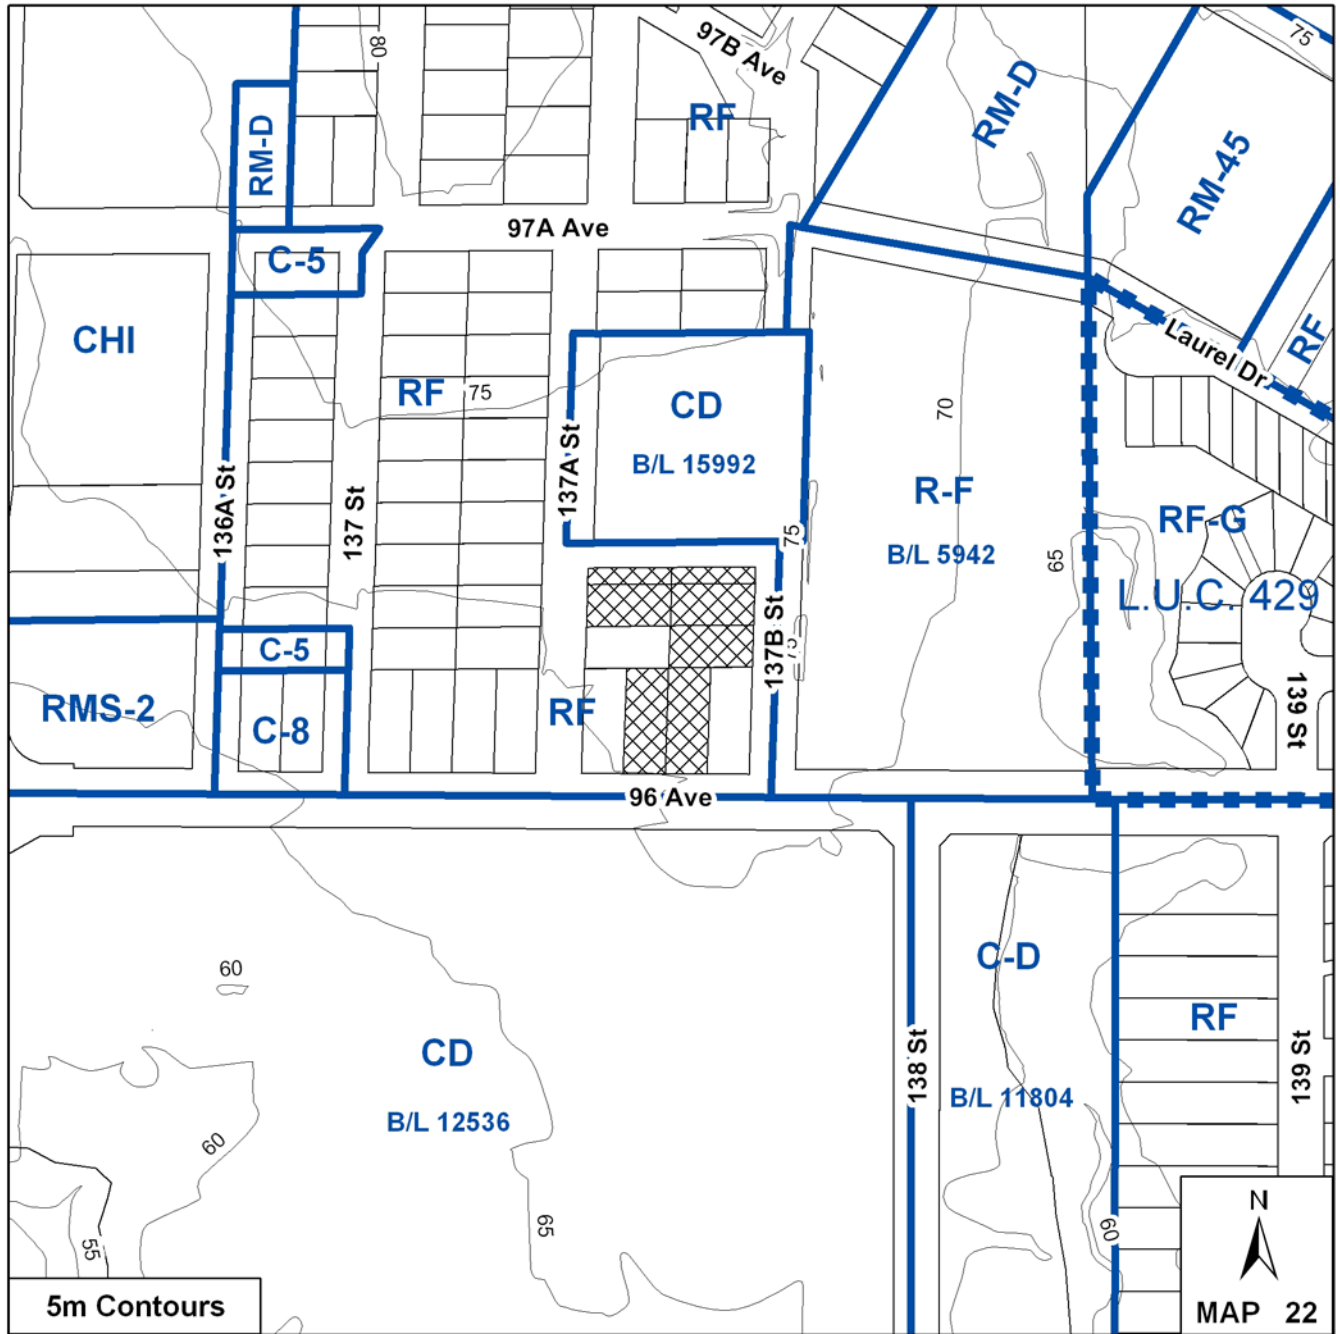 80
97B Ave
75
RM-D
RF
RM-D
RM-45
97A Ave
C-5
CHI
RF
75
CD
Laurel Dr
RF
70
B/L 15992
137A St
136A St
137 St
R-F
RF-G
75
B/L 5942
65
L.U.C. 429
137B St
75
C-5
RMS-2
C-8
RF
139 St
96 Ave
C-D
60
RF
CD
138 St
139 St
B/L 11804
B/L 12536
60
65
60
55
N
5m Contours
MAP 22